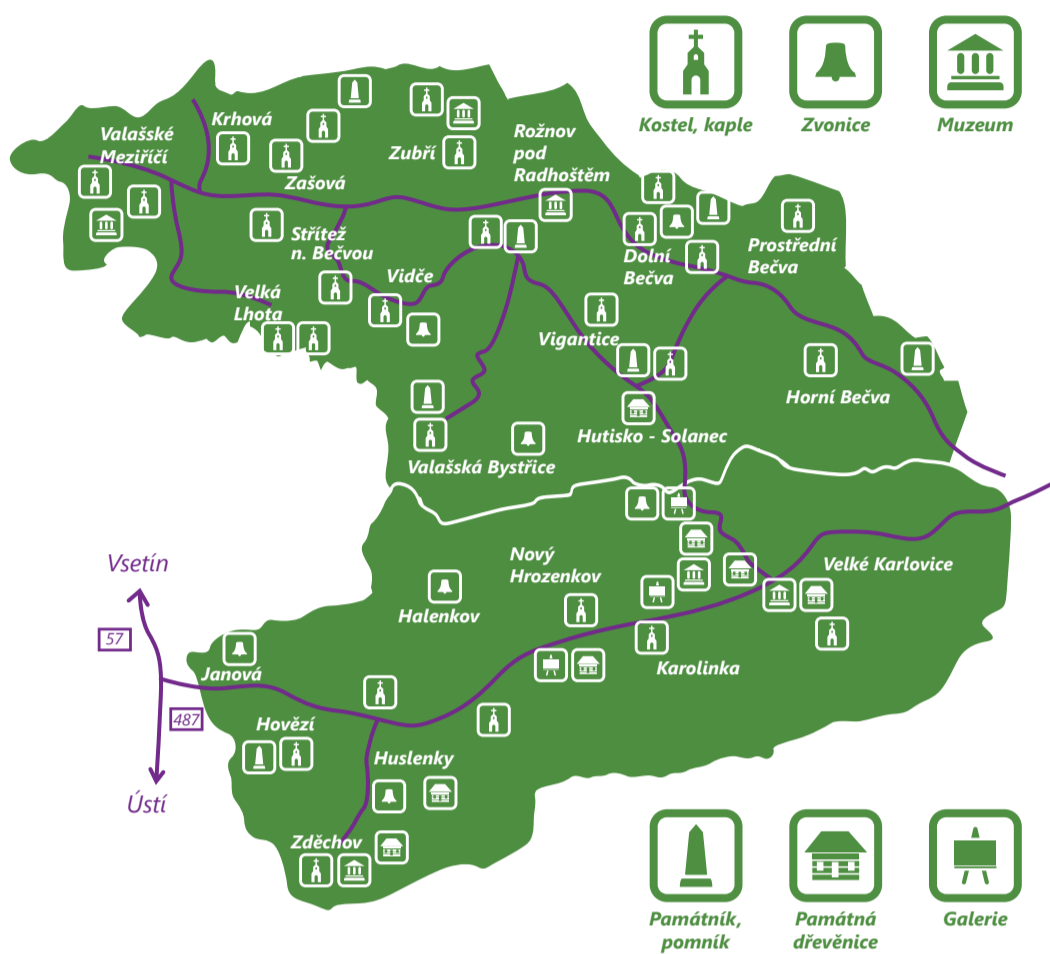 Kostel, kaple
Zvonice
Muzeum
Valašské
Meziříčí
Krhová
Zašová
Zubří
Rožnov
pod
Radhoštěm
Střítež
n. Bečvou
Vidče
Velká
Lhota
Dolní
Bečva
Prostřední
Bečva
Vigantice
Horní Bečva
Hutisko - Solanec
Valašská Bystřice
Nový
Hrozenkov
Velké Karlovice
Halenkov
Karolinka
Vsetín
57
Janová
487
Hovězí
Huslenky
Ústí
Zděchov
Památník,
pomník
Památná
dřevěnice
Galerie